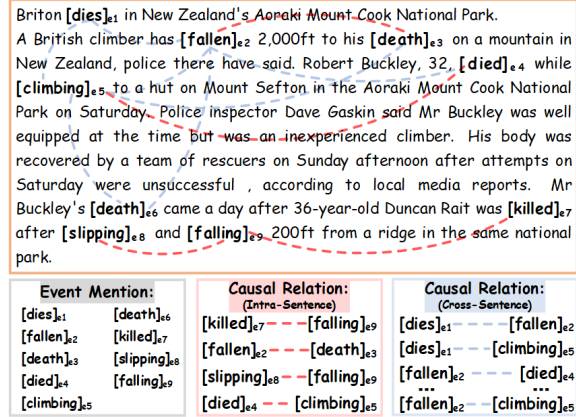 Briton [dies]e1 in New Zealand's Aoraki Mount Cook National Park.
A British climber has [fallen]e2 2,000ft to his [death]e3 on a mountain in
New Zealand, police there have said. Robert Buckley, 32, [died]e4 while
[climbing]e5 to a hut on Mount Sefton in the Aoraki Mount Cook National
Park on Saturday. Police inspector Dave Gaskin said Mr Buckley was well
equipped at the time but was an inexperienced climber. His body was
recovered by a team of rescuers on Sunday afternoon after attempts on
Saturday were unsuccessful , according to local media reports. Mr
Buckley's [death]e6 came a day after 36-year-old Duncan Rait was [killed]e7
after [slipping]e8 and [falling]e9 200ft from a ridge in the same national
park.
Event Mention:
[dies]e1 [death]e6
[fallen]e2 [killed]e7
[death]e3 [slipping]e8
[died]e4 [falling]e9
[climbing]e5
Causal Relation:
(Intra-Sentence)
[killed]e7 [falling]e9
[fallen]e2 [death]e3
[slipping]e8 [falling]e9
[died]e4 [climbing]e5
Causal Relation:
(Cross-Sentence)
[dies]e1 [fallen]e2
[dies]e1 [climbing]e5
[fallen]e2 [died]e4
... ...
[fallen]e2 [climbing]e5